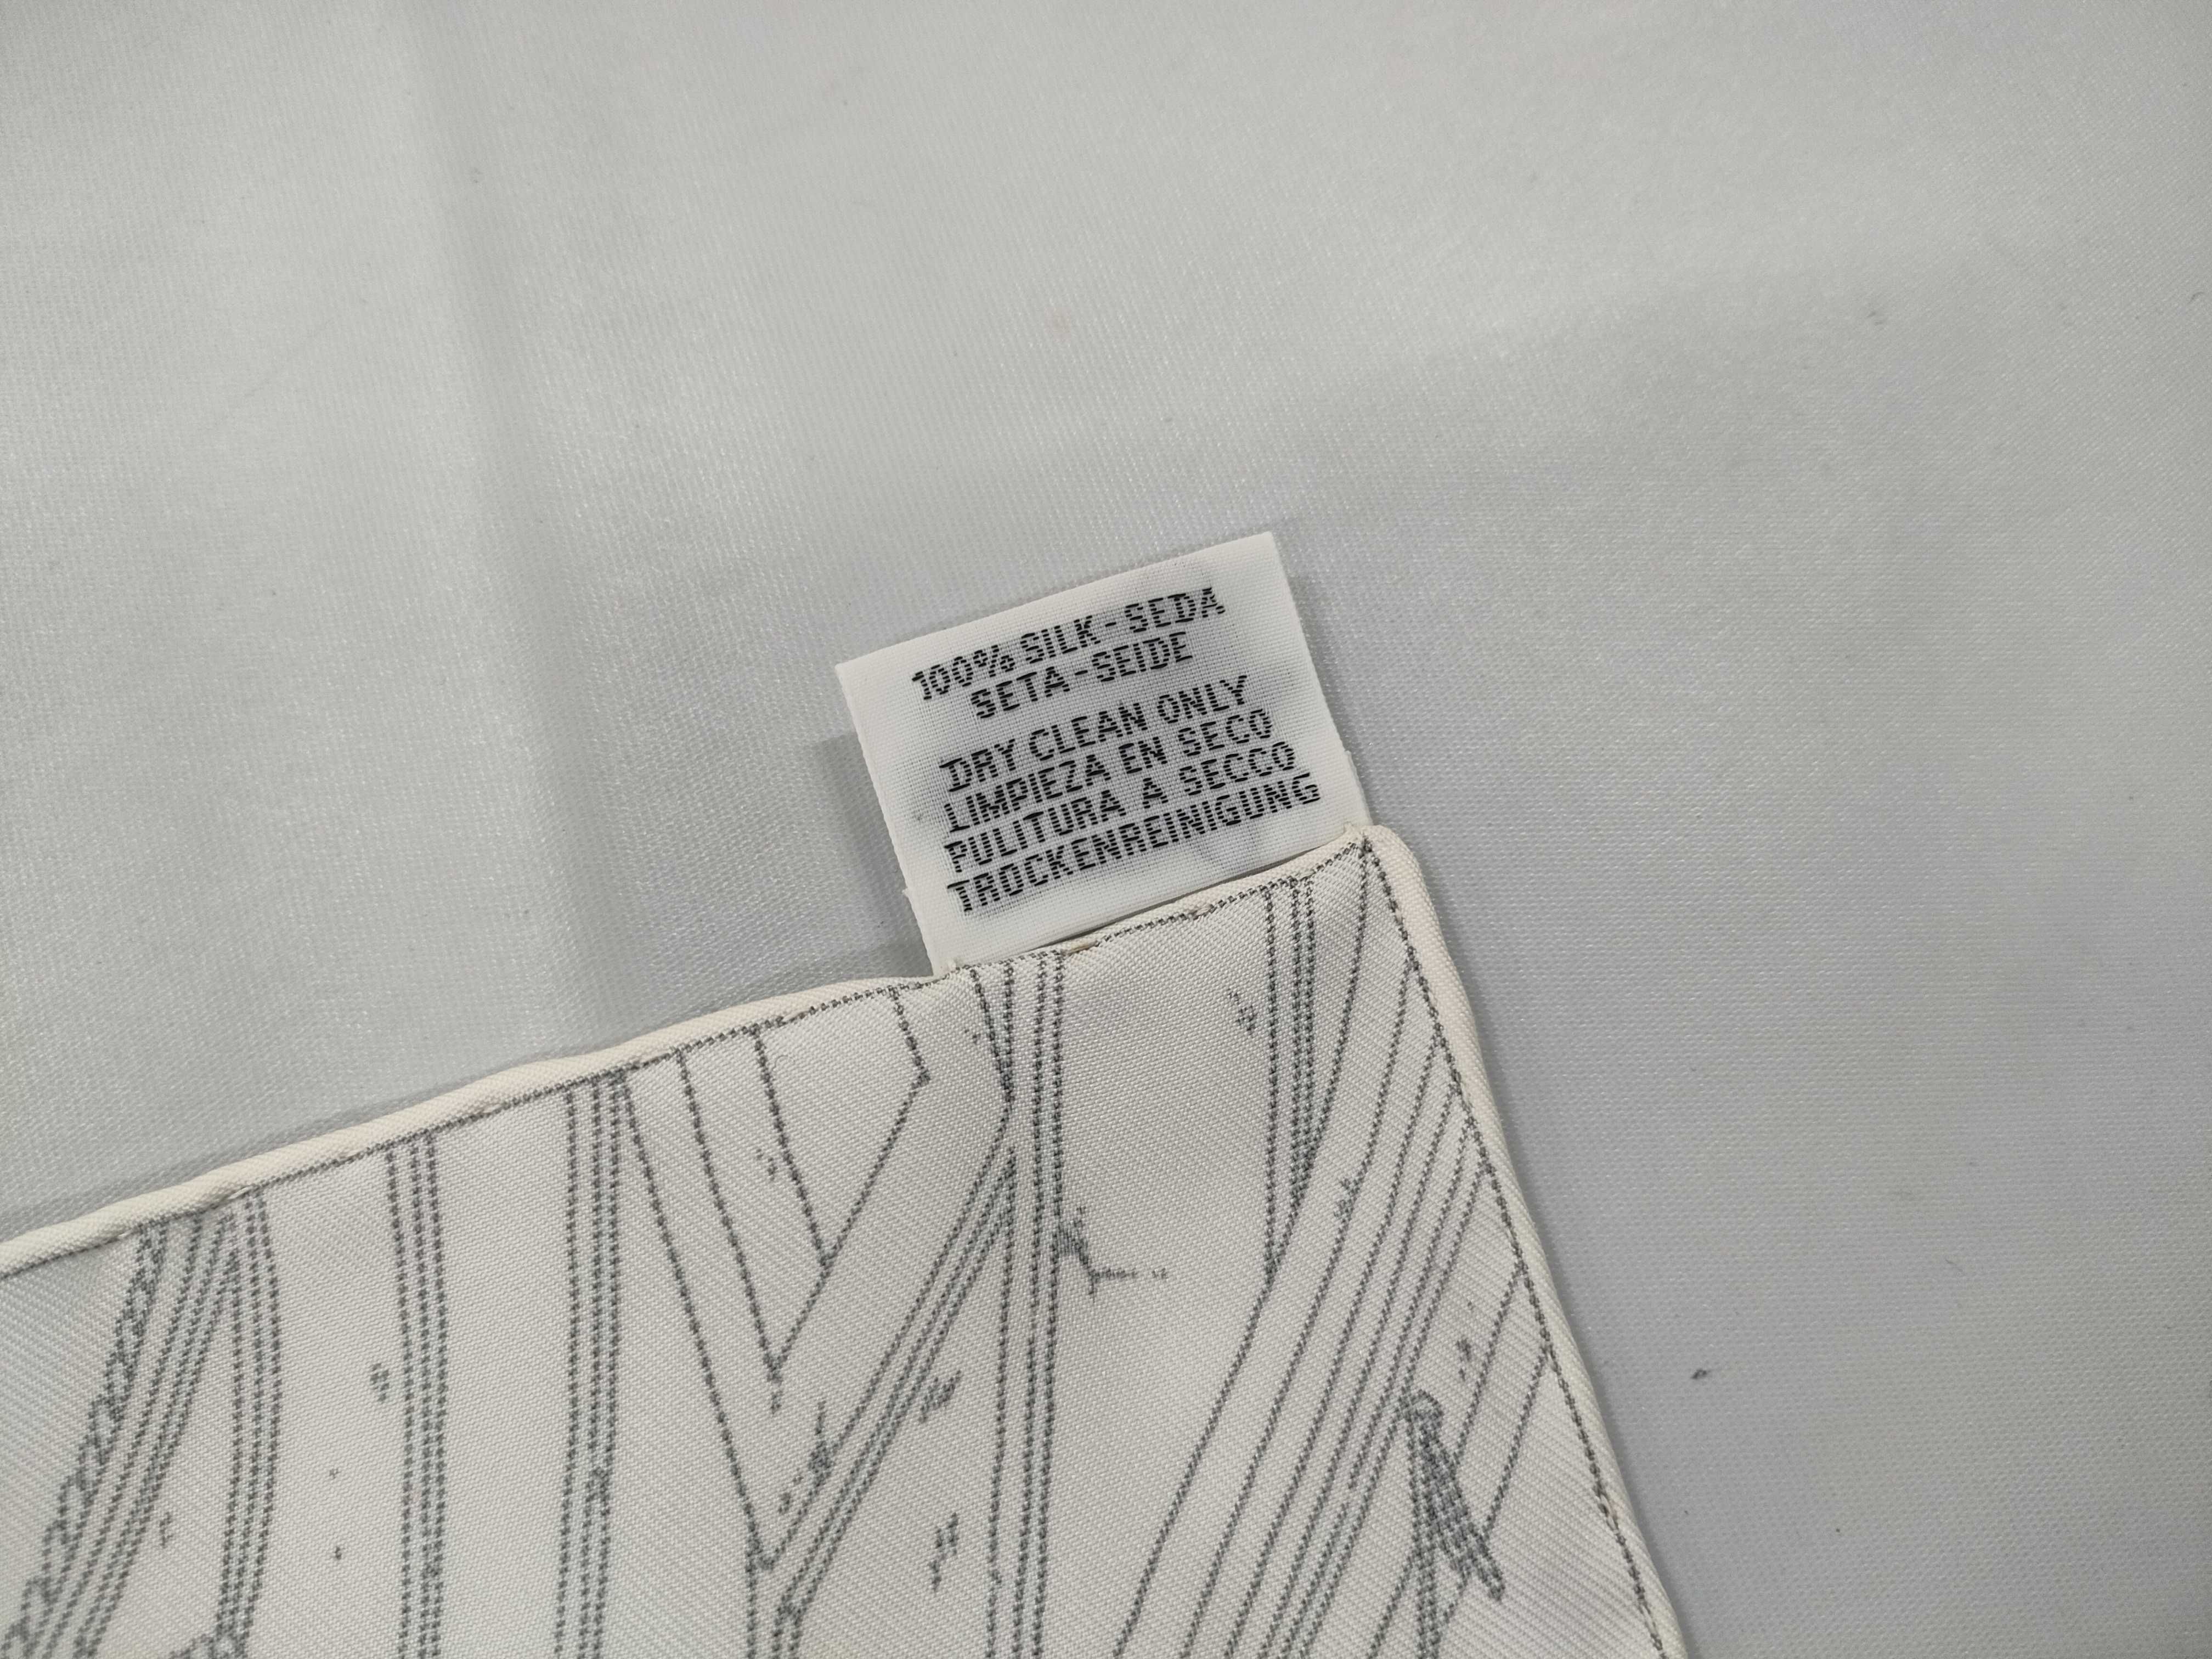 100% SILK-SEDA
SETA-SEIDE
DRY CLEAN ONLY
LIMPIEZA EN SECO
PULITURA A SECCO
TROCKENREINIGUNG